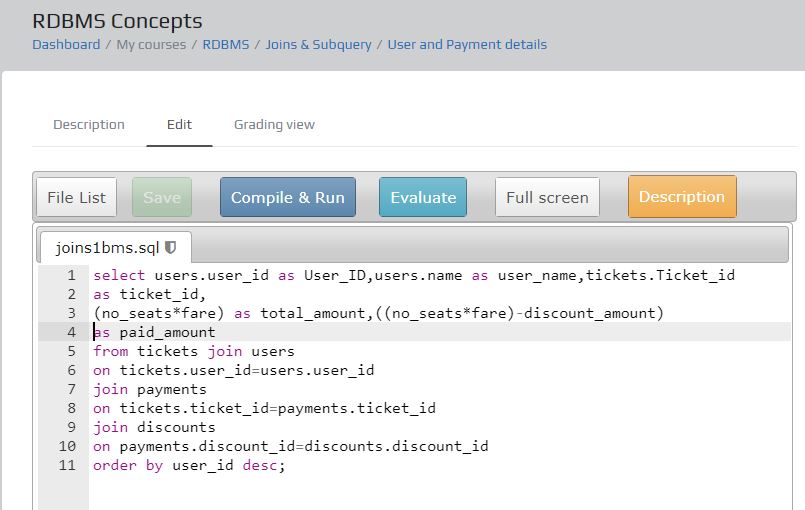 RDBMS Concepts
Dashboard / My courses / RDBMS / Joins & Subquery / User and Payment details
Description Edit Grading view
File List Save Compile & Run Evaluate Full screen Description
joins1bms.sql
1 select users.user_id as User_ID,users.name as user_name,tickets.Ticket_id
2 as ticket_id,
3 (no_seats*fare) as total_amount,((no_seats*fare)-discount_amount)
4 as paid_amount
5 from tickets join users
6 on tickets.user_id=users.user_id
7 join payments
8 on tickets.ticket_id=payments.ticket_id
9 join discounts
10 on payments.discount_id=discounts.discount_id
11 order by user_id desc;